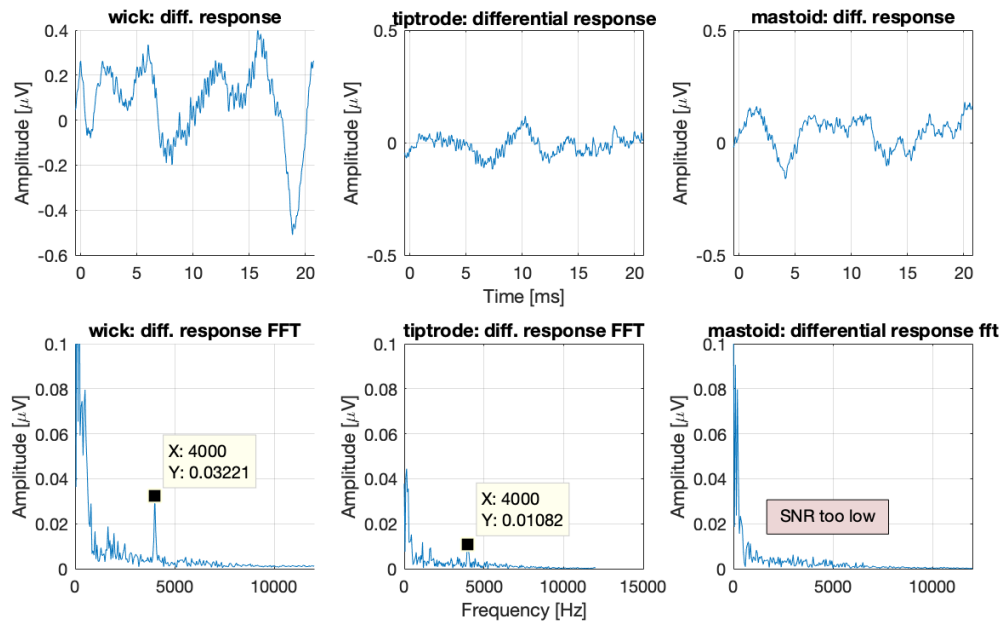 wick: diff. response
tiptrode: differential response
mastoid: diff. response
Amplitude [μV]
0.4
0.2
0
-0.2
-0.4
-0.6
0
5
10
15
20
Amplitude [μV]
0.5
0
-0.5
0
5
10
15
20
Time [ms]
Amplitude [μV]
0.5
0
-0.5
0
5
10
15
20
wick: diff. response FFT
tiptrode: diff. response FFT
mastoid: differential response fft
Amplitude [μV]
0.1
0.08
0.06
0.04
0.02
0
X: 4000
Y: 0.03221
0
5000
10000
Amplitude [μV]
0.1
0.08
0.06
0.04
0.02
0
X: 4000
Y: 0.01082
0
5000
10000
15000
Frequency [Hz]
Amplitude [μV]
0.1
0.08
0.06
0.04
0.02
0
SNR too low
0
5000
10000